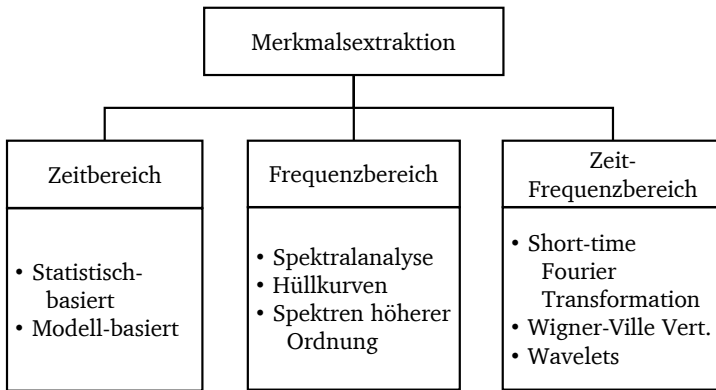 Merkmalsextraktion
Zeitbereich
• Statistisch-
basiert
• Modell-basiert
Frequenzbereich
• Spektralanalyse
• Hüllkurven
• Spektren höherer
Ordnung
Zeit-
Frequenzbereich
• Short-time
Fourier
Transformation
• Wigner-Ville Vert.
• Wavelets